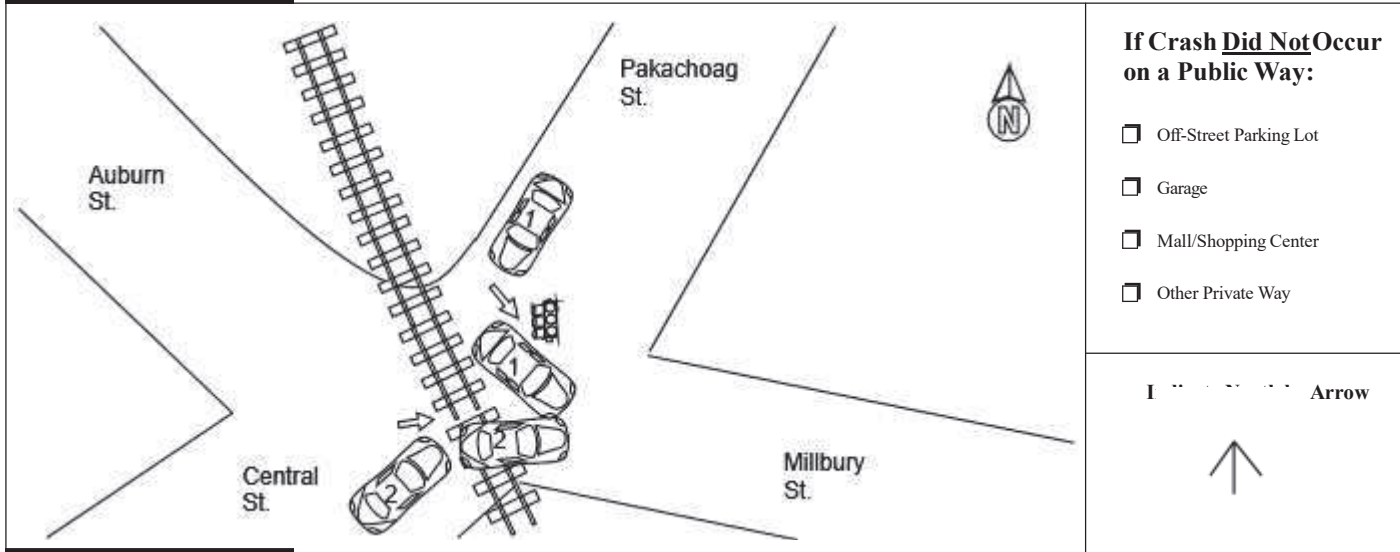 Pakachoag
St.
N
Auburn
St.
1
1
2
Central
St.
2
Millbury
St.
If Crash Did Not Occur
on a Public Way:
Off-Street Parking Lot
Garage
Mall/Shopping Center
Other Private Way
Arrow